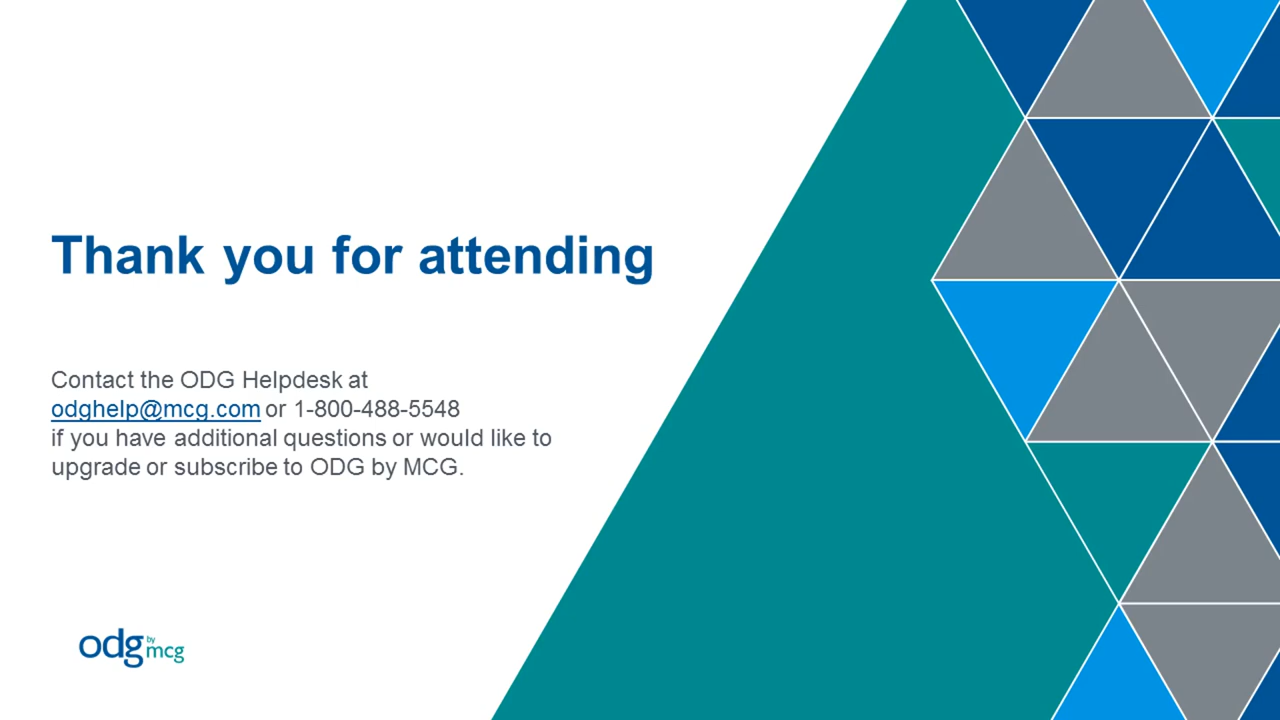 Thank you for attending
Contact the ODG Helpdesk at
odghelp@mcg.com or 1-800-488-5548
if you have additional questions or would like to
upgrade or subscribe to ODG by MCG.
odg by mcg